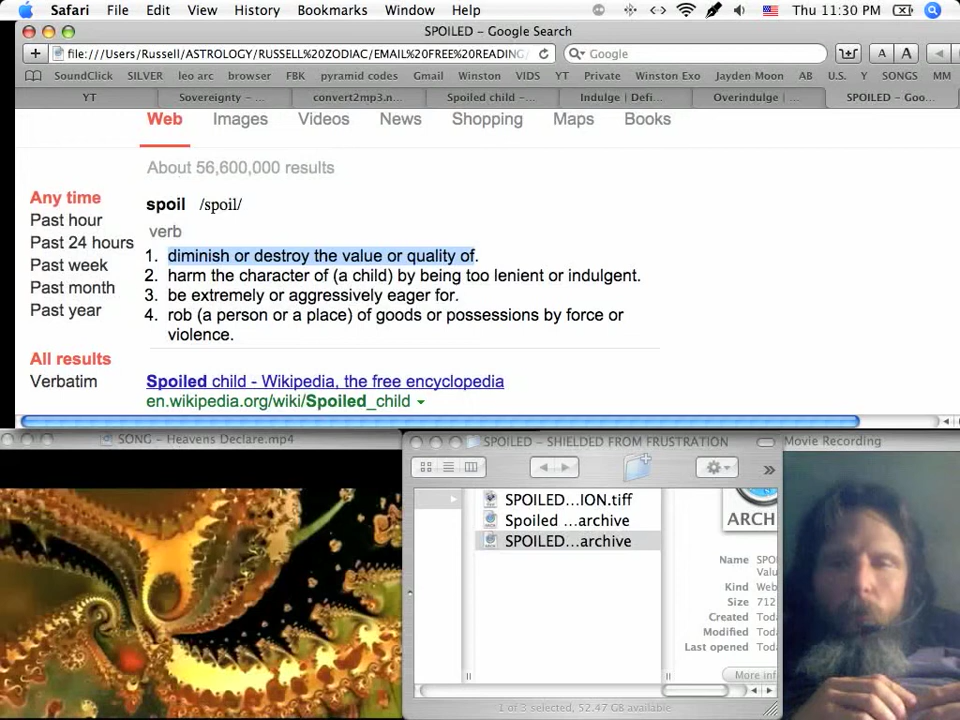 Safari File Edit View History Bookmarks Window Help Thu 11:30 PM
SPOILED – Google Search
file:///Users/Russell/ASTROLOGY/RUSSELL%20ZODIAC/EMAIL%20FREE%20READING/
Google
A A
SoundClick SILVER leo arc browser FBK pyramid codes Gmail Winston VIDS YT Private Winston Exo Jayden Moon AB U.S. Y SONGS MM
YT Sovereignty – ... convert2mp3.n... Spoiled child –... Indulge | Defi... Overindulge | ... SPOILED – Goo...
Web Images Videos News Shopping Maps Books
About 56,600,000 results
Any time
Past hour
Past 24 hours
Past week
Past month
Past year
All results
Verbatim
spoil /spoil/
verb
1. diminish or destroy the value or quality of.
2. harm the character of (a child) by being too lenient or indulgent.
3. be extremely or aggressively eager for.
4. rob (a person or a place) of goods or possessions by force or
violence.
Spoiled child - Wikipedia, the free encyclopedia
en.wikipedia.org/wiki/Spoiled_child
SONG – Heavens Declare.mp4
SPOILED – SHIELDED FROM FRUSTRATION
Movie Recording
SPOILED...ION.tiff
Spoiled ...archive
SPOILED...archive
ARCH
Name SPO
Valu
Kind Web
Size 712
Created Toda
Modified Toda
Last opened Toda
More inf
1 of 3 selected, 52.47 GB available